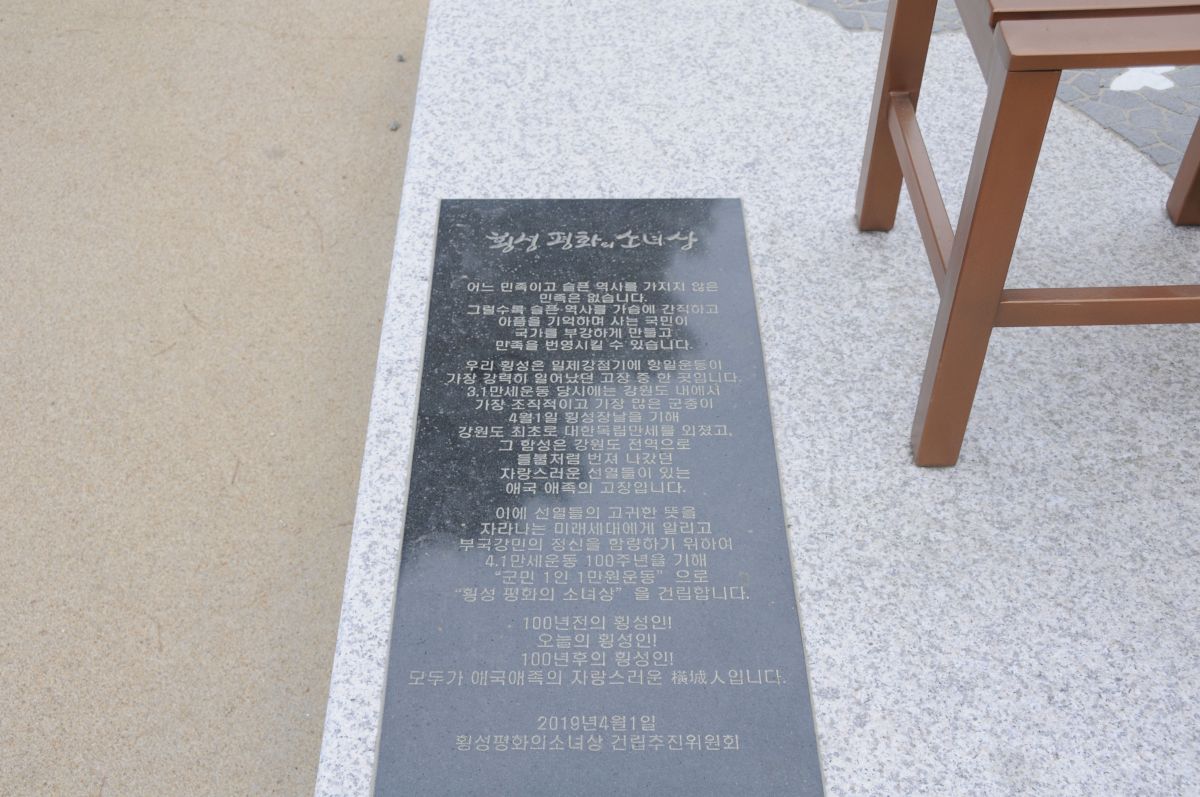 횡성 평화의 소녀상
어느 민족이고 슬픈 역사를 가지지 않은
민족은 없습니다.
그럴수록 슬픈 역사를 가슴에 간직하고
아픔을 기억하며 사는 국민이
국가를 부강하게 만들고
민족을 번영시킬 수 있습니다.
우리 횡성은 일제강점기에 항일운동이
가장 강력히 일어났던 고장 중 한 곳입니다.
3.1만세운동 당시에는 강원도 내에서
가장 조직적이고 가장 많은 군중이
4월1일 횡성장날을 기해
강원도 최초로 대한독립만세를 외쳤고,
그 함성은 강원도 전역으로
들불처럼 번져 나갔던
자랑스러운 선열들이 있는
애국 애족의 고장입니다.
이에 선열들의 고귀한 뜻을
자라나는 미래세대에게 알리고
부국강민의 정신을 함량하기 위하여
4.1만세운동 100주년을 기해
"군민 1인 1만원운동" 으로
"횡성 평화의 소녀상" 을 건립합니다.
100년전의 횡성인!
오늘의 횡성인!
100년후의 횡성인!
모두가 애국애족의 자랑스러운 橫城人입니다.
2019년4월1일
횡성평화의소녀상 건립추진위원회